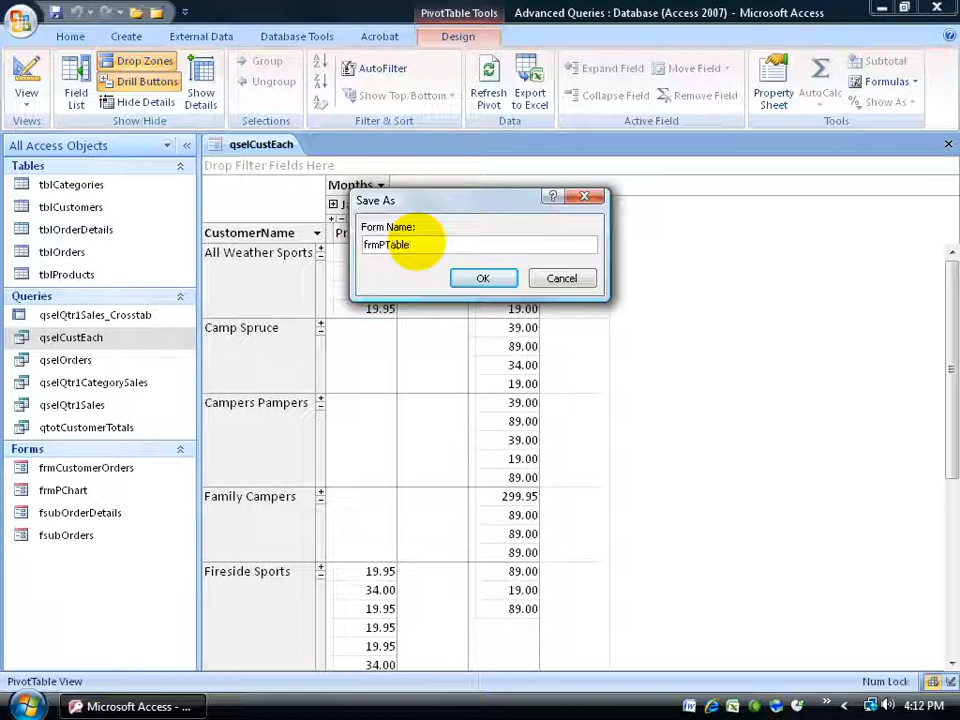 PivotTable Tools
Advanced Queries : Database (Access 2007) - Microsoft Access
Home
Create
External Data
Database Tools
Acrobat
Design
View
Field List
Drop Zones
Drill Buttons
Hide Details
Show Details
Group
Ungroup
AutoFilter
Show Top/Bottom
Refresh Pivot
Export to Excel
Expand Field
Collapse Field
Move Field
Remove Field
Property Sheet
AutoCalc
Subtotal
Formulas
Show As
Views
Show/Hide
Selections
Filter & Sort
Data
Active Field
Tools
All Access Objects
qselCustEach
Tables
tblCategories
tblCustomers
tblOrderDetails
tblOrders
tblProducts
Queries
qselQtr1Sales_Crosstab
qselCustEach
qselOrders
qselQtr1CategorySales
qselQtr1Sales
qtotCustomerTotals
Forms
frmCustomerOrders
frmPChart
fsubOrderDetails
fsubOrders
Drop Filter Fields Here
Months
CustomerName
Save As
Form Name:
frmPTable
OK
Cancel
All Weather Sports
19.95 19.00
Camp Spruce 39.00
89.00
34.00
19.00
Campers Pampers 39.00
89.00
39.00
19.00
89.00
Family Campers 299.95
89.00
89.00
89.00
Fireside Sports 19.95 89.00
34.00 19.00
19.95 89.00
19.95
19.95
34.00
PivotTable View
Num Lock
Microsoft Access - ...
4:12 PM